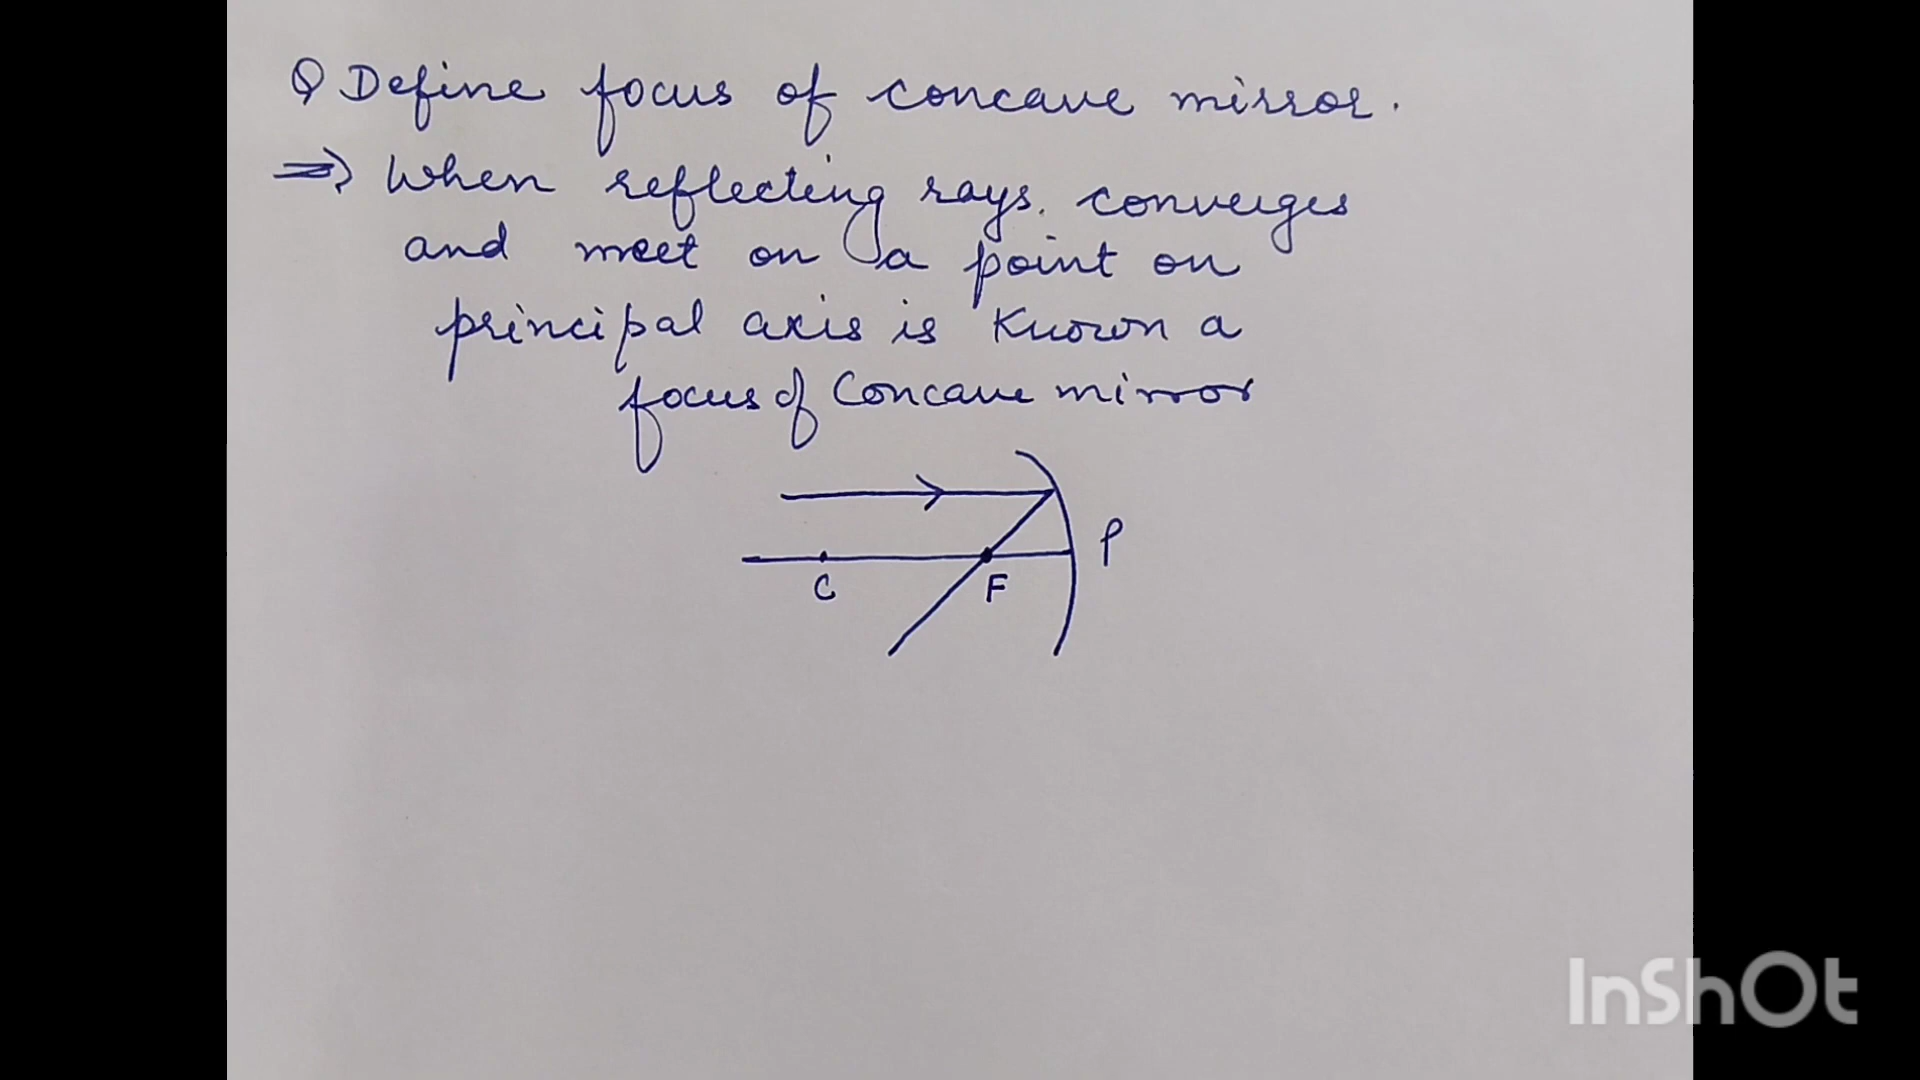 Q Define focus of concave mirror.
⇒ When reflecting rays. converges
and meet on a point on
principal axis is known a
focus of Concave mirror
P
C F
InShOt